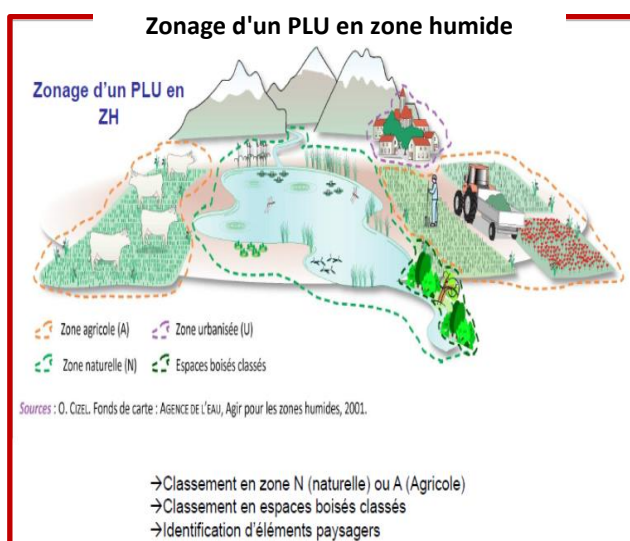 Zonage d'un PLU en zone humide
Zonage d’un PLU en
ZH
Zone agricole (A)
Zone urbanisée (U)
Zone naturelle (N)
Espaces boisés classés
Sources : O. CIZEL. Fonds de carte : AGENCE DE L’EAU, Agir pour les zones humides, 2001.
→Classement en zone N (naturelle) ou A (Agricole)
→Classement en espaces boisés classés
→Identification d’éléments paysagers